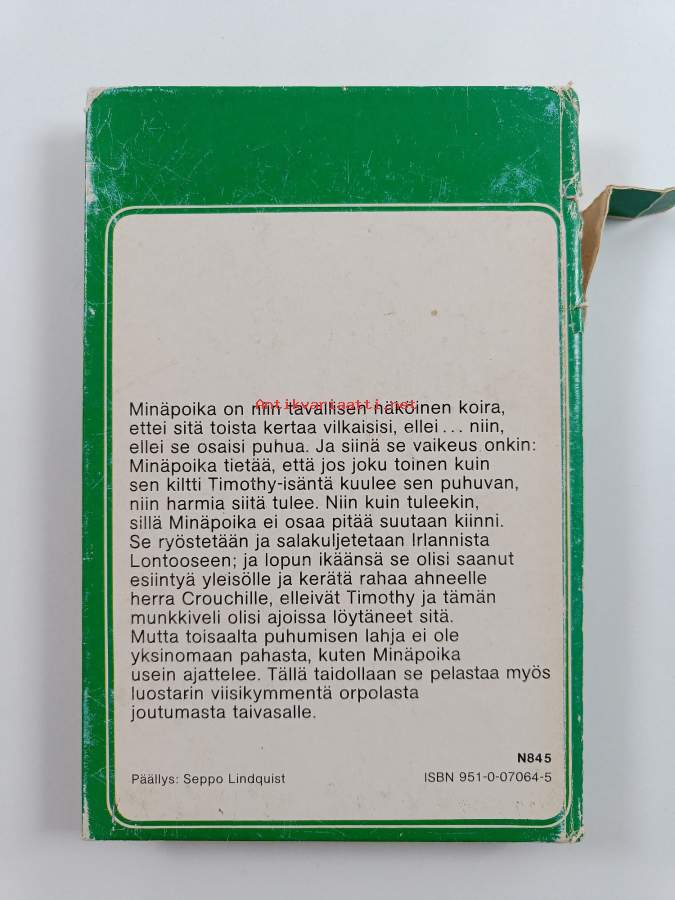 Minäpoika on niin tavallisen näköinen koira,
Antikvariaatti.net
ettei sitä toista kertaa vilkaisisi, ellei... niin,
ellei se osaisi puhua. Ja siinä se vaikeus onkin:
Minäpoika tietää, että jos joku toinen kuin
sen kiltti Timothy-isäntä kuulee sen puhuvan,
niin harmia siitä tulee. Niin kuin tuleekin,
sillä Minäpoika ei osaa pitää suutaan kiinni.
Se ryöstetään ja salakuljetetaan Irlannista
Lontooseen; ja lopun ikäänsä se olisi saanut
esiintyä yleisölle ja kerätä rahaa ahneelle
herra Crouchille, elleivät Timothy ja tämän
munkkiveli olisi ajoissa löytäneet sitä.
Mutta toisaalta puhumisen lahja ei ole
yksinomaan pahasta, kuten Minäpoika
usein ajattelee. Tällä taidollaan se pelastaa myös
luostarin viisikymmentä orpolasta
joutumasta taivasalle.
N845
Päällys: Seppo Lindquist
ISBN 951-0-07064-5